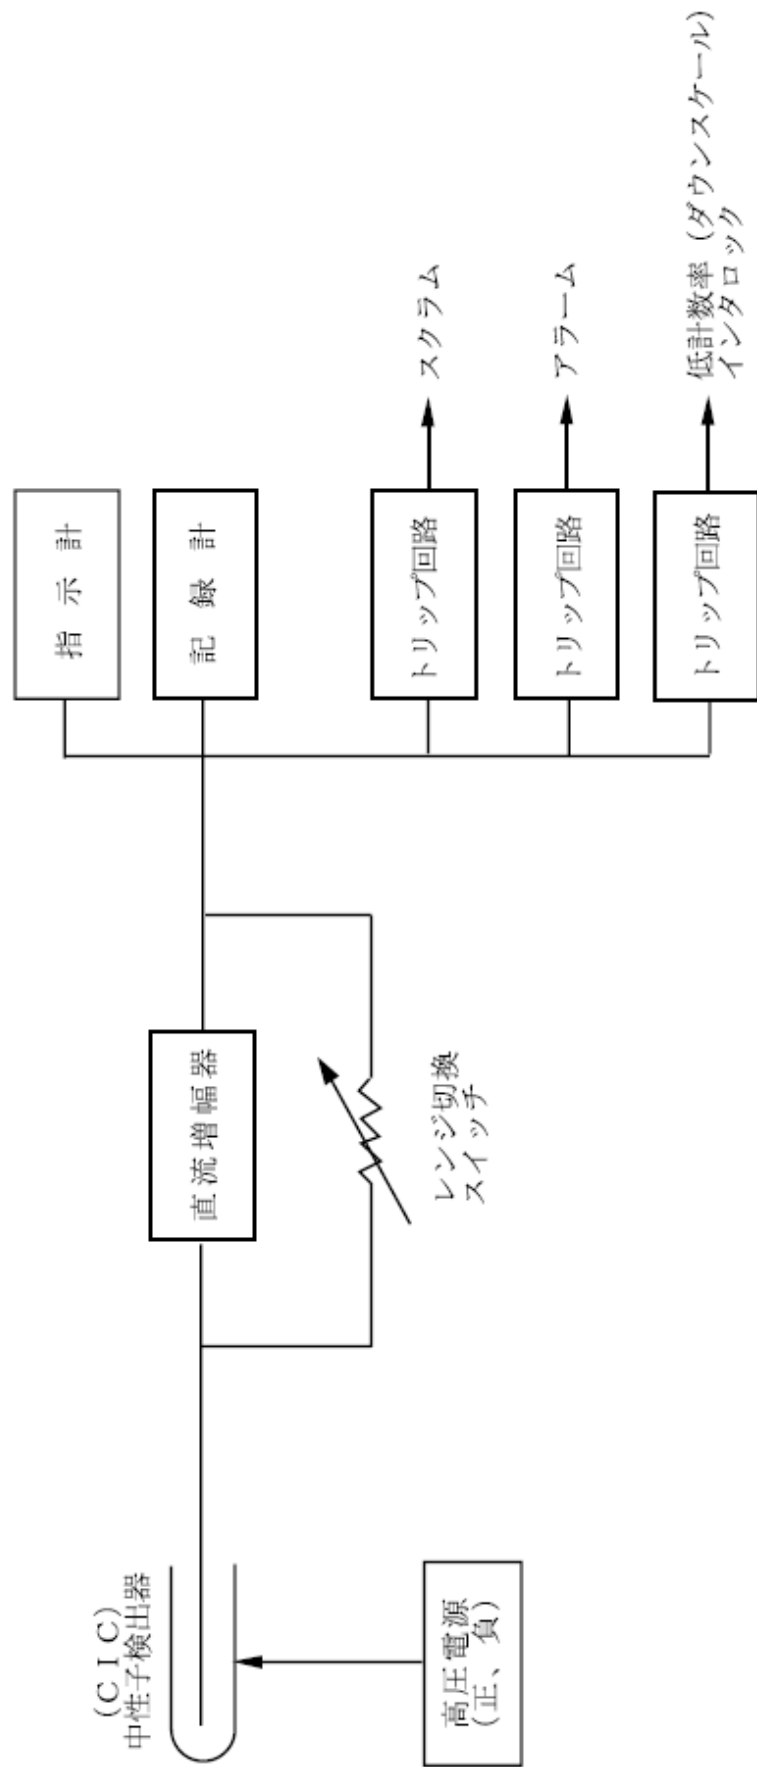 (CIC)
中性子検出器
高圧電源
(正、負)
直流増幅器
レンジ切換
スイッチ
指示計
記録計
トリップ回路
スクラム
トリップ回路
アラーム
トリップ回路
低計数率(ダウンスケール)
インタロック